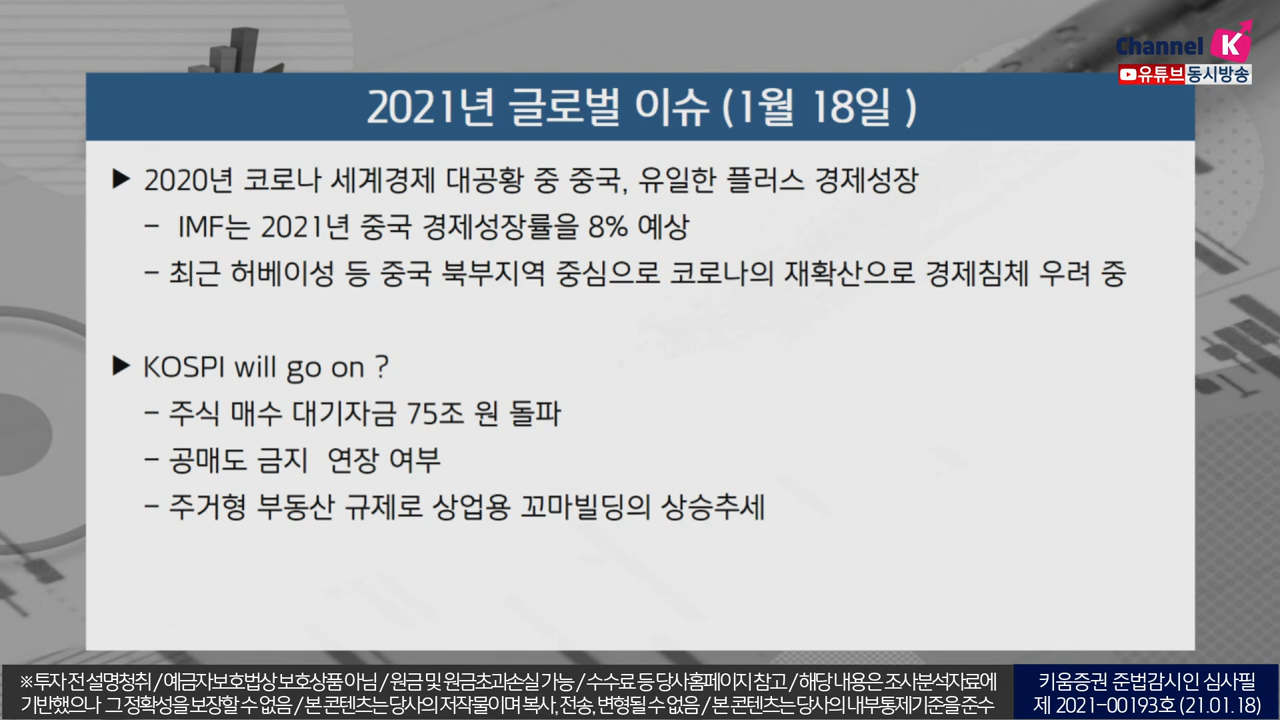 Channel K
유튜브동시방송
2021년 글로벌 이슈 (1월 18일 )
▶ 2020년 코로나 세계경제 대공황 중 중국, 유일한 플러스 경제성장
– IMF는 2021년 중국 경제성장률을 8% 예상
– 최근 허베이성 등 중국 북부지역 중심으로 코로나의 재확산으로 경제침체 우려 중
▶ KOSPI will go on ?
– 주식 매수 대기자금 75조 원 돌파
– 공매도 금지 연장 여부
– 주거형 부동산 규제로 상업용 꼬마빌딩의 상승추세
※ 투자 전 설명청취 / 예금자보호법상 보호상품 아님 / 원금 및 원금초과손실 가능 / 수수료 등 당사홈페이지 참고 / 해당 내용은 조사분석자료에
기반했으나 그 정확성을 보장할 수 없음 / 본 콘텐츠는 당사의 저작물이며 복사, 전송, 변형될 수 없음 / 본 콘텐츠는 당사의 내부통제기준을 준수
키움증권 준법감시인 심사필
제 2021-00193호 (21.01.18)